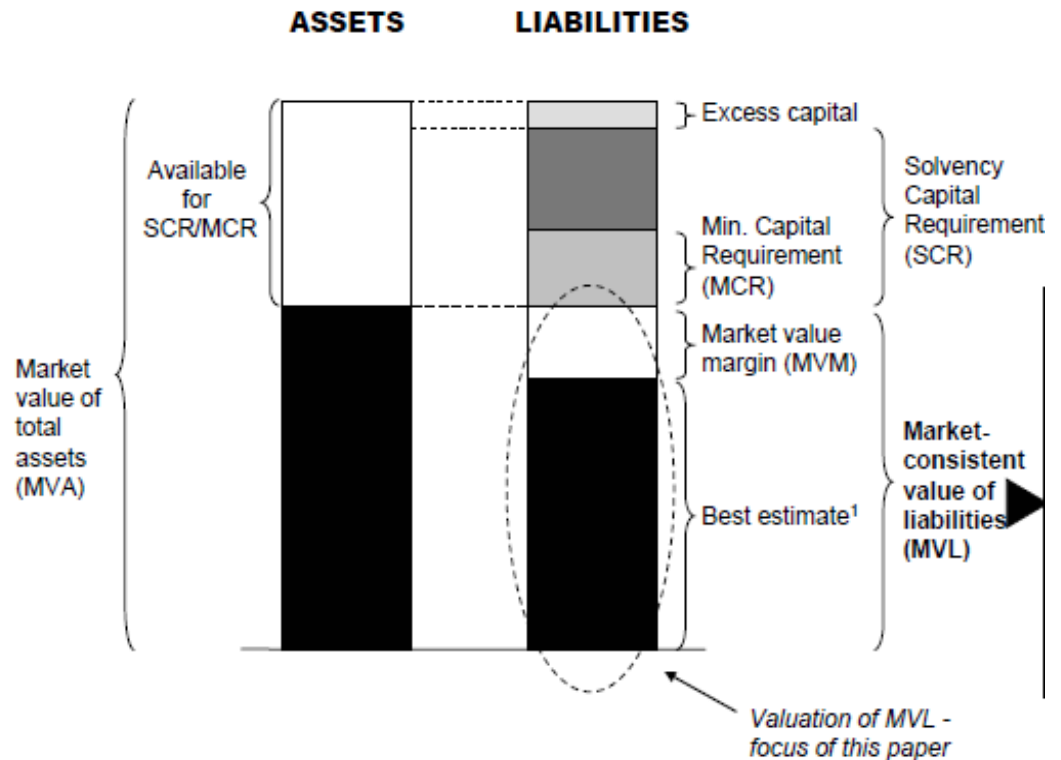 ASSETS
LIABILITIES
Excess capital
Available
for
SCR/MCR
Solvency
Capital
Requirement
(SCR)
Min. Capital
Requirement
(MCR)
Market value
margin (MVM)
Market
value of
total
assets
(MVA)
Market-
consistent
value of
liabilities
(MVL)
Best estimate¹
Valuation of MVL -
focus of this paper